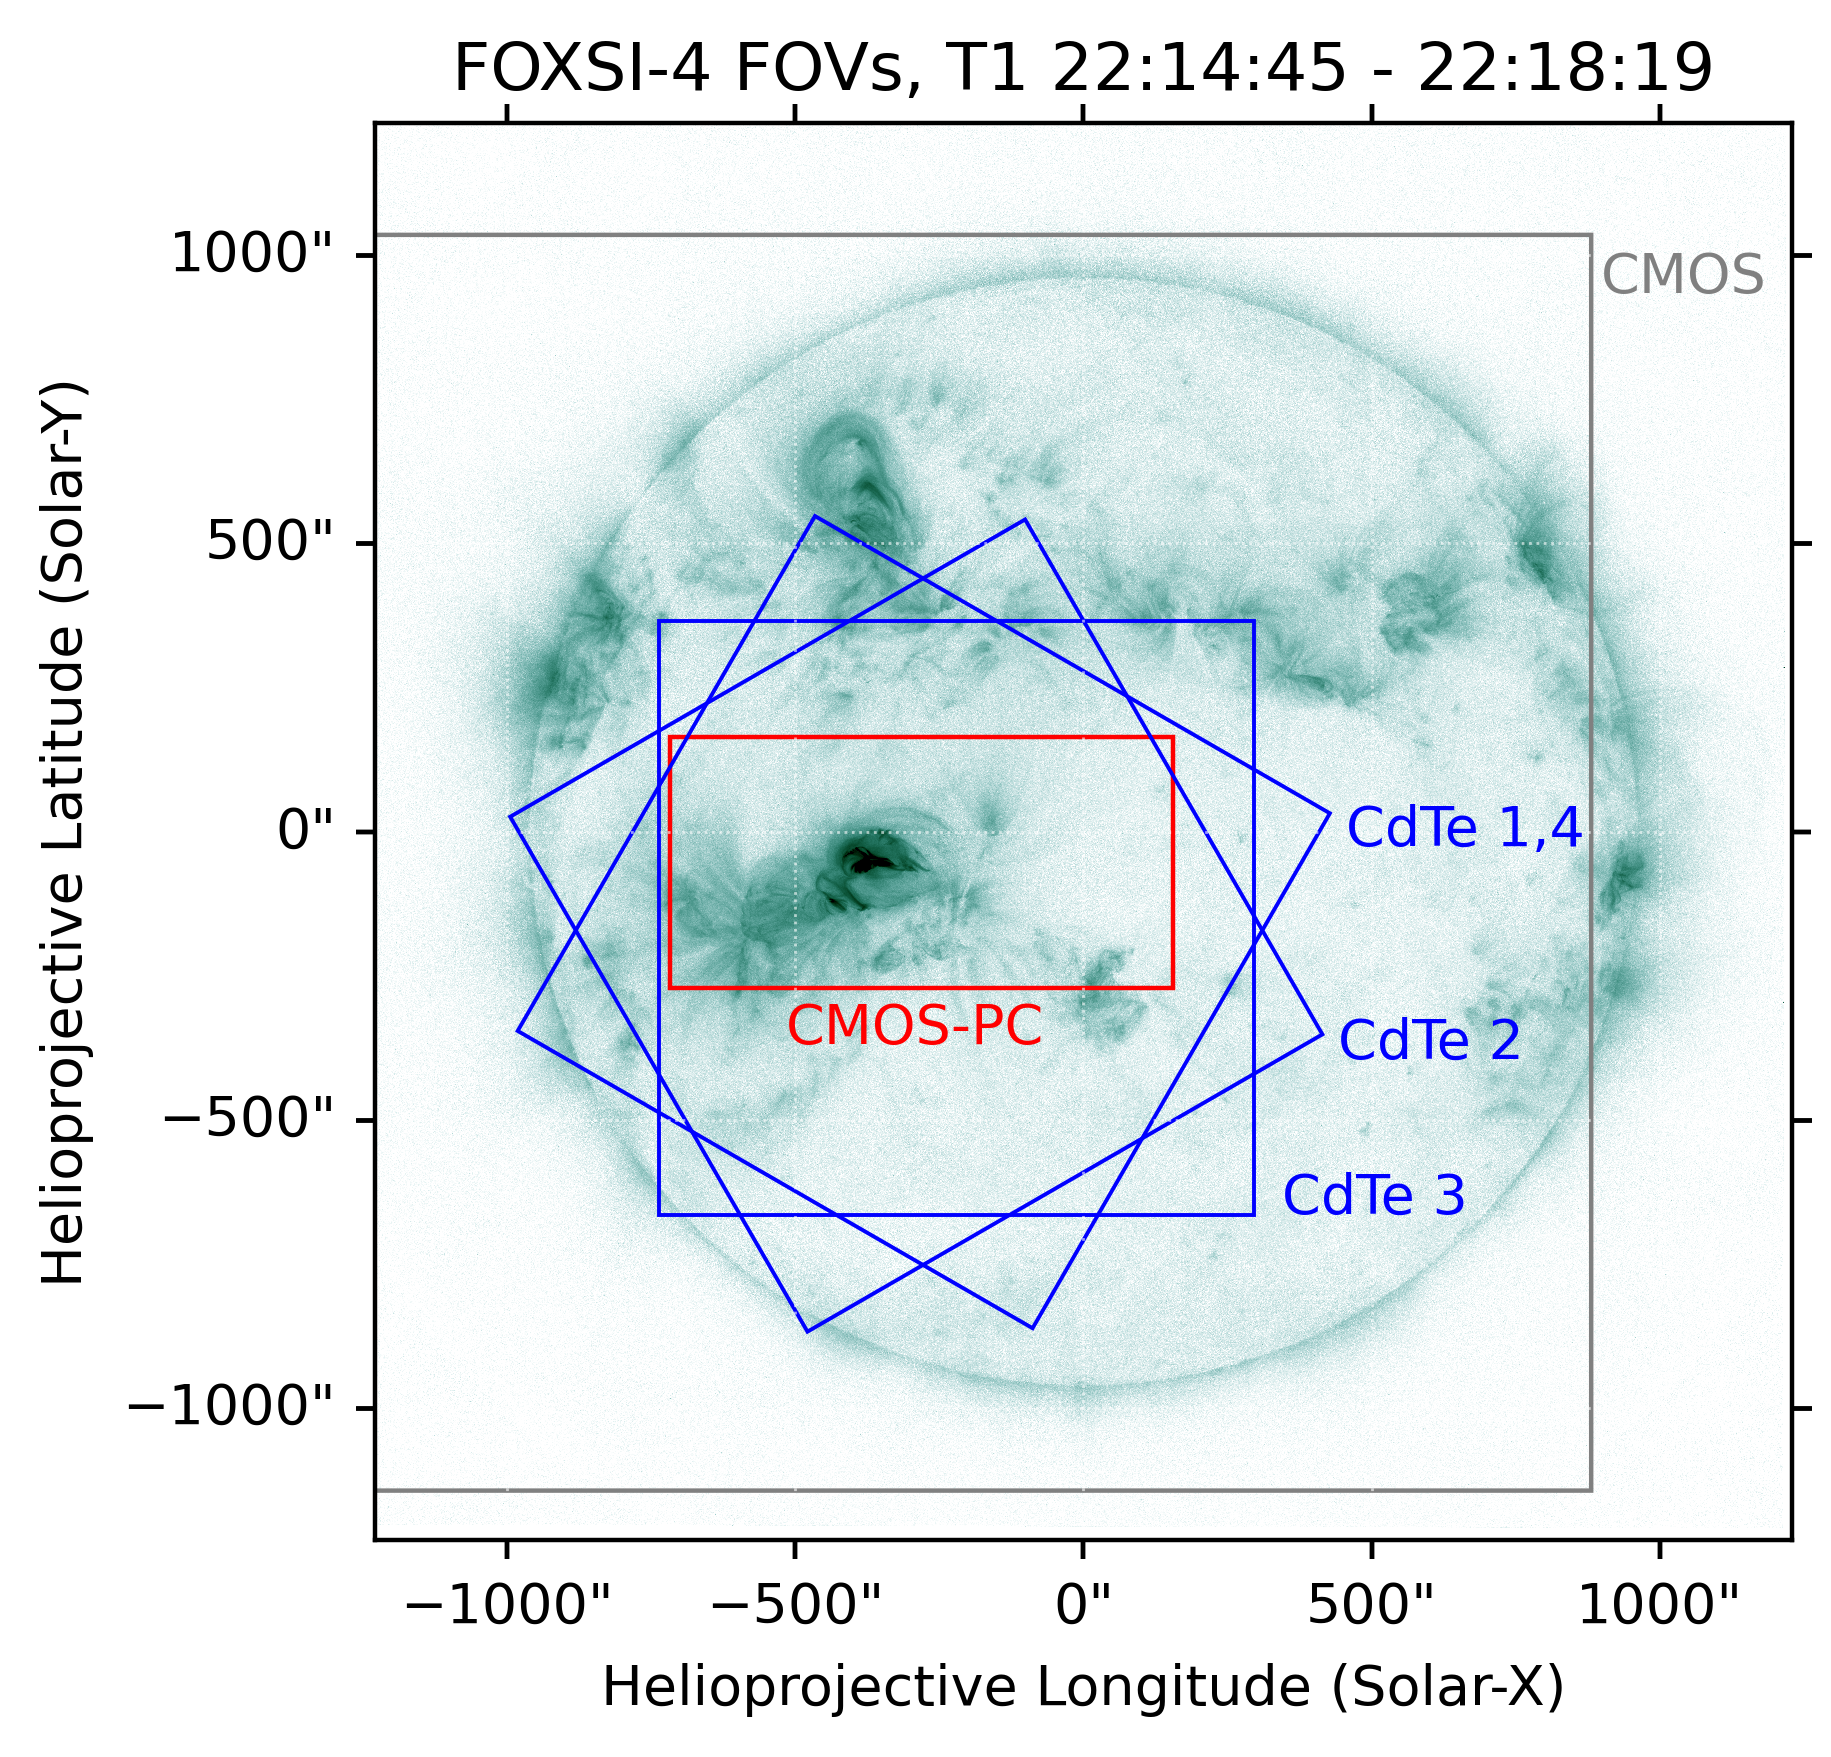 FOXSI-4 FOVs, T1 22:14:45 - 22:18:19
Helioprojective Latitude (Solar-Y)
1000"
500"
0"
−500"
−1000"
CMOS
CdTe 1,4
CdTe 2
CMOS-PC
CdTe 3
−1000"
−500"
0"
500"
1000"
Helioprojective Longitude (Solar-X)